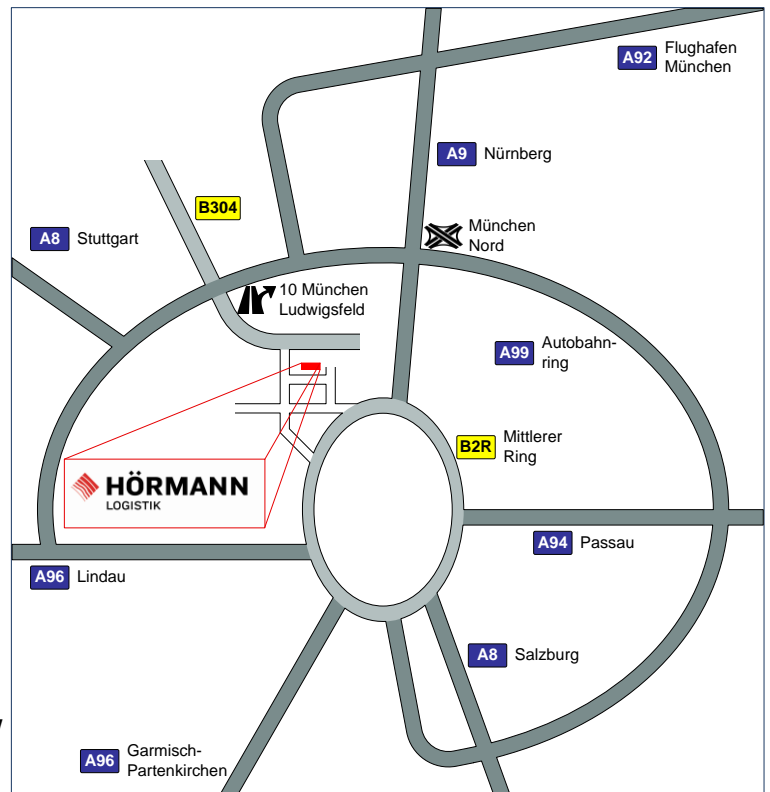 A92
Flughafen
München
A9
Nürnberg
B304
München
Nord
A8
Stuttgart
10 München
Ludwigsfeld
A99
Autobahn-
ring
B2R
Mittlerer
Ring
HÖRMANN
LOGISTIK
A94
Passau
A96
Lindau
A8
Salzburg
A96
Garmisch-
Partenkirchen